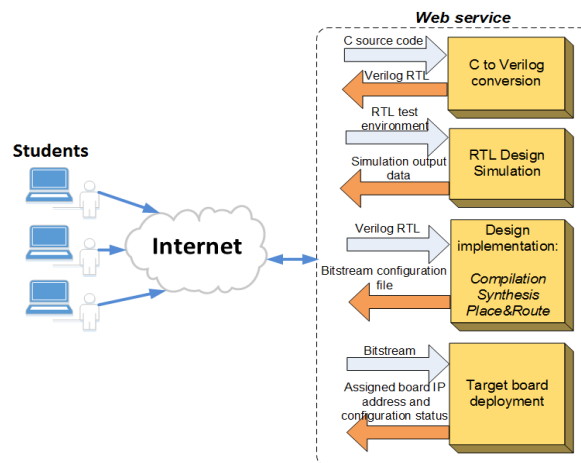 Web service
C source code
Verilog RTL
C to Verilog
conversion
RTL test
environment
Simulation output
data
RTL Design
Simulation
Students
Internet
Verilog RTL
Bitstream configuration
file
Design
implementation:
Compilation
Synthesis
Place&Route
Bitstream
Assigned board IP
address and
configuration status
Target board
deployment